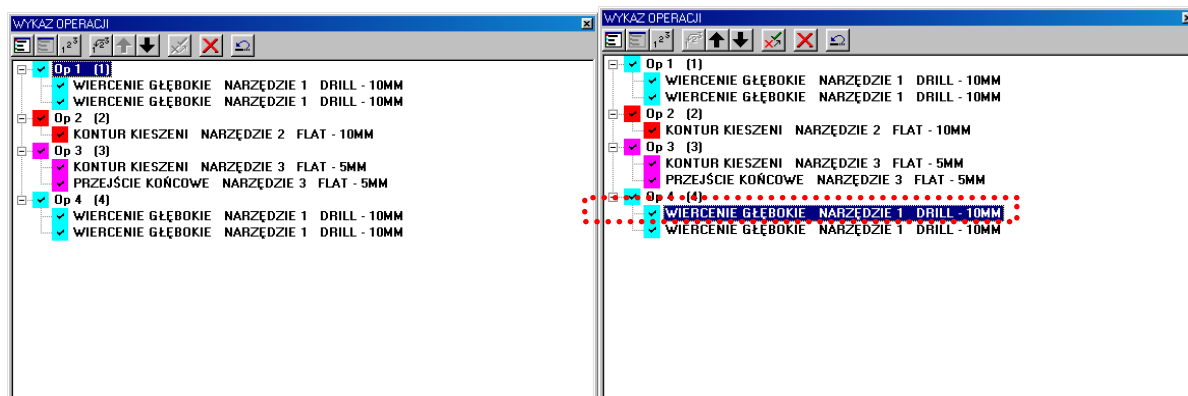 WYKAZ OPERACJI
Op 1 (1)
WIERCENIE GŁĘBOKIE NARZĘDZIE 1 DRILL - 10MM
WIERCENIE GŁĘBOKIE NARZĘDZIE 1 DRILL - 10MM
Op 2 (2)
KONTUR KIESZENI NARZĘDZIE 2 FLAT - 10MM
Op 3 (3)
KONTUR KIESZENI NARZĘDZIE 3 FLAT - 5MM
PRZEJŚCIE KOŃCOWE NARZĘDZIE 3 FLAT - 5MM
Op 4 (4)
WIERCENIE GŁĘBOKIE NARZĘDZIE 1 DRILL - 10MM
WIERCENIE GŁĘBOKIE NARZĘDZIE 1 DRILL - 10MM
WYKAZ OPERACJI
Op 1 (1)
WIERCENIE GŁĘBOKIE NARZĘDZIE 1 DRILL - 10MM
WIERCENIE GŁĘBOKIE NARZĘDZIE 1 DRILL - 10MM
Op 2 (2)
KONTUR KIESZENI NARZĘDZIE 2 FLAT - 10MM
Op 3 (3)
KONTUR KIESZENI NARZĘDZIE 3 FLAT - 5MM
PRZEJŚCIE KOŃCOWE NARZĘDZIE 3 FLAT - 5MM
Op 4 (4)
WIERCENIE GŁĘBOKIE NARZĘDZIE 1 DRILL - 10MM
WIERCENIE GŁĘBOKIE NARZĘDZIE 1 DRILL - 10MM